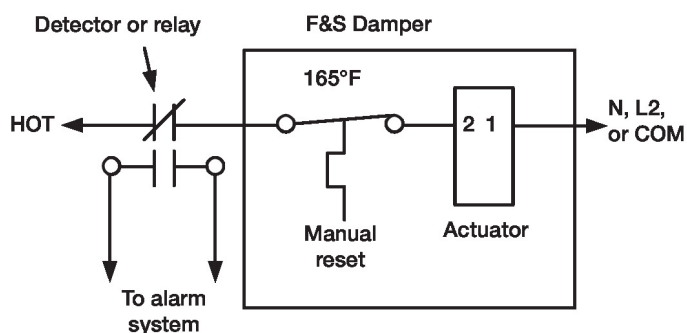 Detector or relay
F&S Damper
165°F
HOT
2 1
N, L2,
or COM
Manual
reset
Actuator
To alarm
system